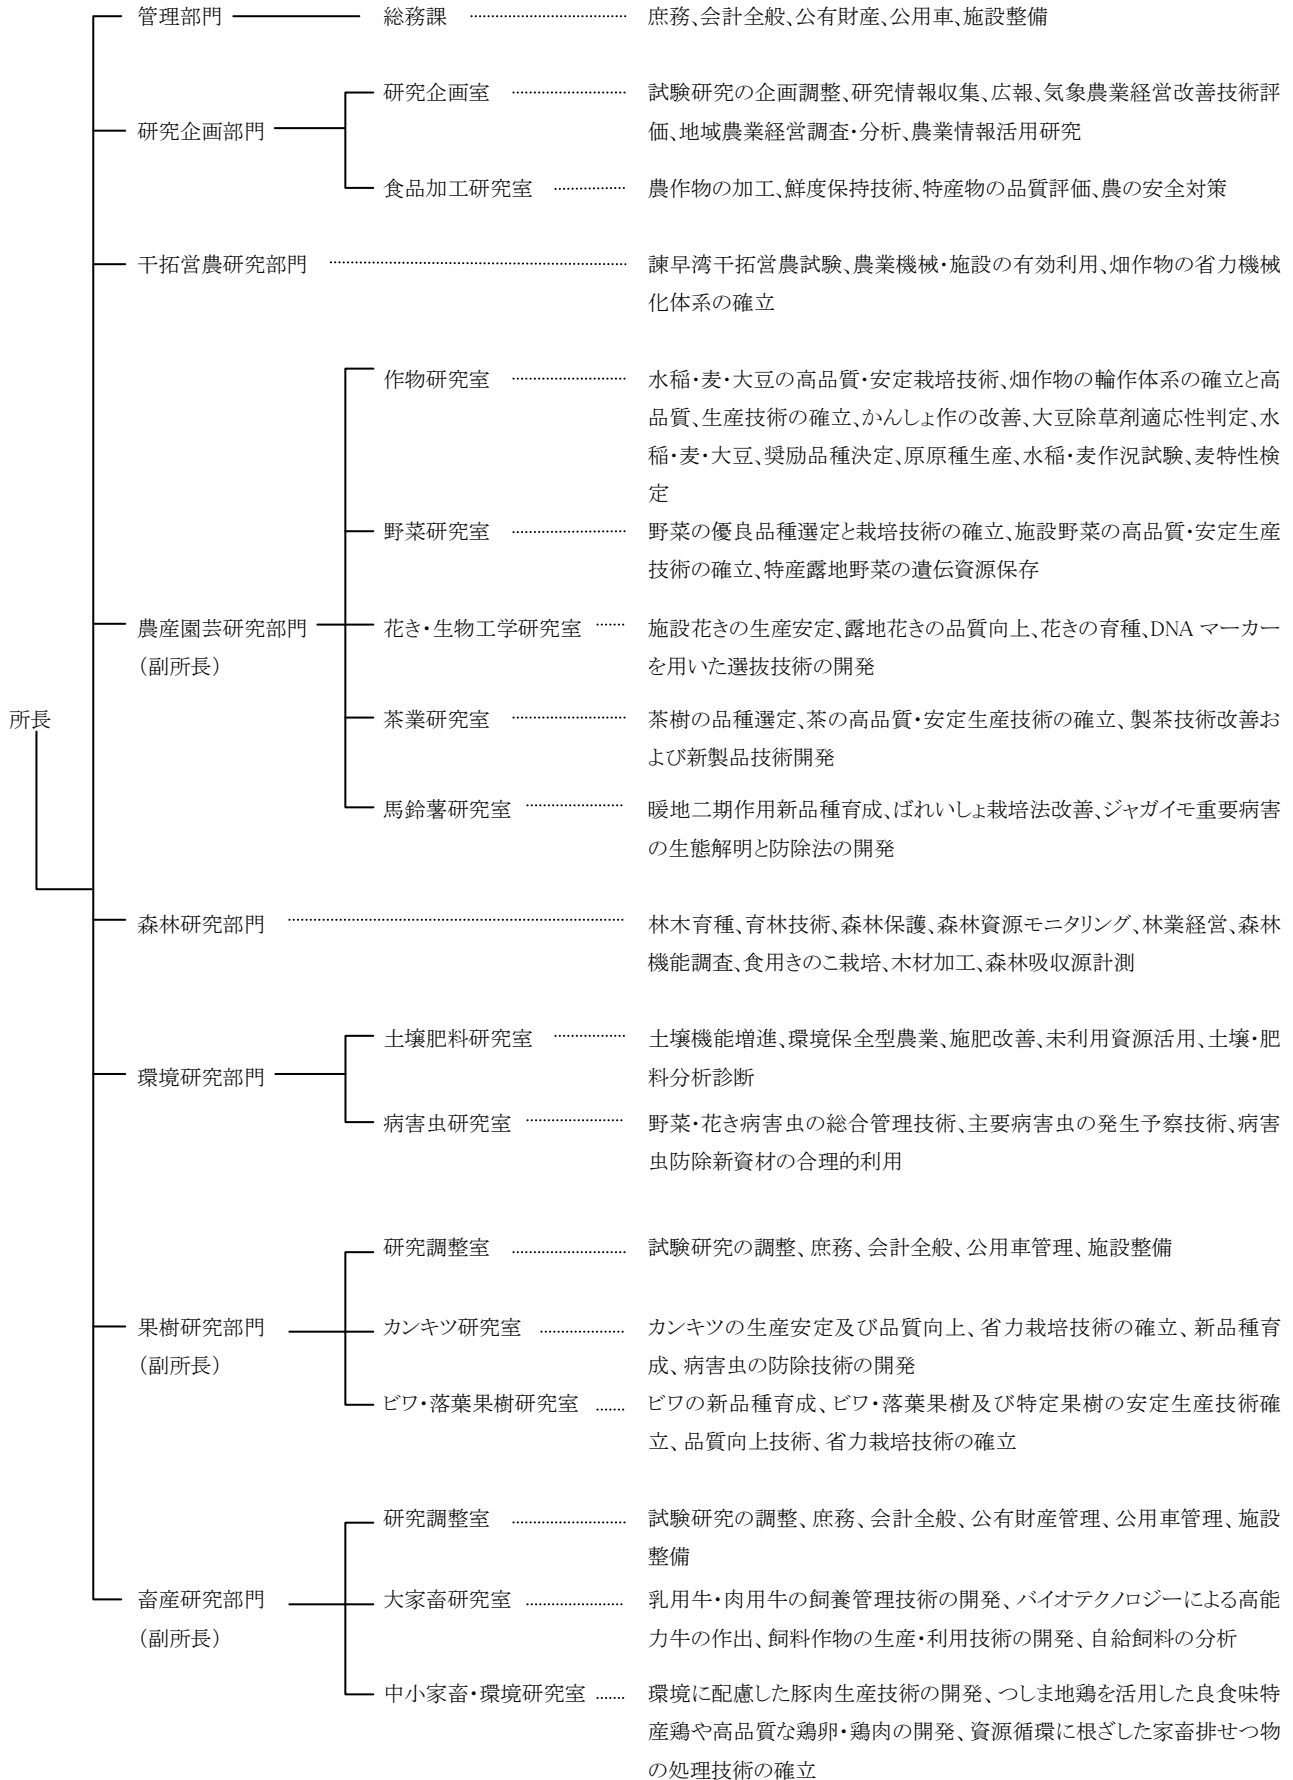 管理部門 総務課 庶務、会計全般、公有財産、公用車、施設整備
研究企画室 試験研究の企画調整、研究情報収集、広報、気象農業経営改善技術評
研究企画部門 価、地域農業経営調査・分析、農業情報活用研究
食品加工研究室 農作物の加工、鮮度保持技術、特産物の品質評価、農の安全対策
干拓営農研究部門 諫早湾干拓営農試験、農業機械・施設の有効利用、畑作物の省力機械
化体系の確立
作物研究室 水稲・麦・大豆の高品質・安定栽培技術、畑作物の輪作体系の確立と高
品質、生産技術の確立、かんしょ作の改善、大豆除草剤適応性判定、水
稲・麦・大豆、奨励品種決定、原原種生産、水稲・麦作況試験、麦特性検
定
野菜研究室 野菜の優良品種選定と栽培技術の確立、施設野菜の高品質・安定生産
技術の確立、特産露地野菜の遺伝資源保存
農産園芸研究部門 花き・生物工学研究室 施設花きの生産安定、露地花きの品質向上、花きの育種、DNA マーカー
（副所長） を用いた選抜技術の開発
所長 茶業研究室 茶樹の品種選定、茶の高品質・安定生産技術の確立、製茶技術改善お
よび新製品技術開発
馬鈴薯研究室 暖地二期作用新品種育成、ばれいしょ栽培法改善、ジャガイモ重要病害
の生態解明と防除法の開発
森林研究部門 林木育種、育林技術、森林保護、森林資源モニタリング、林業経営、森林
機能調査、食用きのこ栽培、木材加工、森林吸収源計測
土壌肥料研究室 土壌機能増進、環境保全型農業、施肥改善、未利用資源活用、土壌・肥
環境研究部門 料分析診断
病害虫研究室 野菜・花き病害虫の総合管理技術、主要病害虫の発生予察技術、病害
虫防除新資材の合理的利用
研究調整室 試験研究の調整、庶務、会計全般、公用車管理、施設整備
果樹研究部門 カンキツ研究室 カンキツの生産安定及び品質向上、省力栽培技術の確立、新品種育
（副所長） 成、病害虫の防除技術の開発
ビワ・落葉果樹研究室 ビワの新品種育成、ビワ・落葉果樹及び特定果樹の安定生産技術確
立、品質向上技術、省力栽培技術の確立
研究調整室 試験研究の調整、庶務、会計全般、公有財産管理、公用車管理、施設
整備
畜産研究部門 大家畜研究室 乳用牛・肉用牛の飼養管理技術の開発、バイオテクノロジーによる高能
（副所長） 力牛の作出、飼料作物の生産・利用技術の開発、自給飼料の分析
中小家畜・環境研究室 環境に配慮した豚肉生産技術の開発、つしま地鶏を活用した良食味特
産鶏や高品質な鶏卵・鶏肉の開発、資源循環に根ざした家畜排せつ物
の処理技術の確立